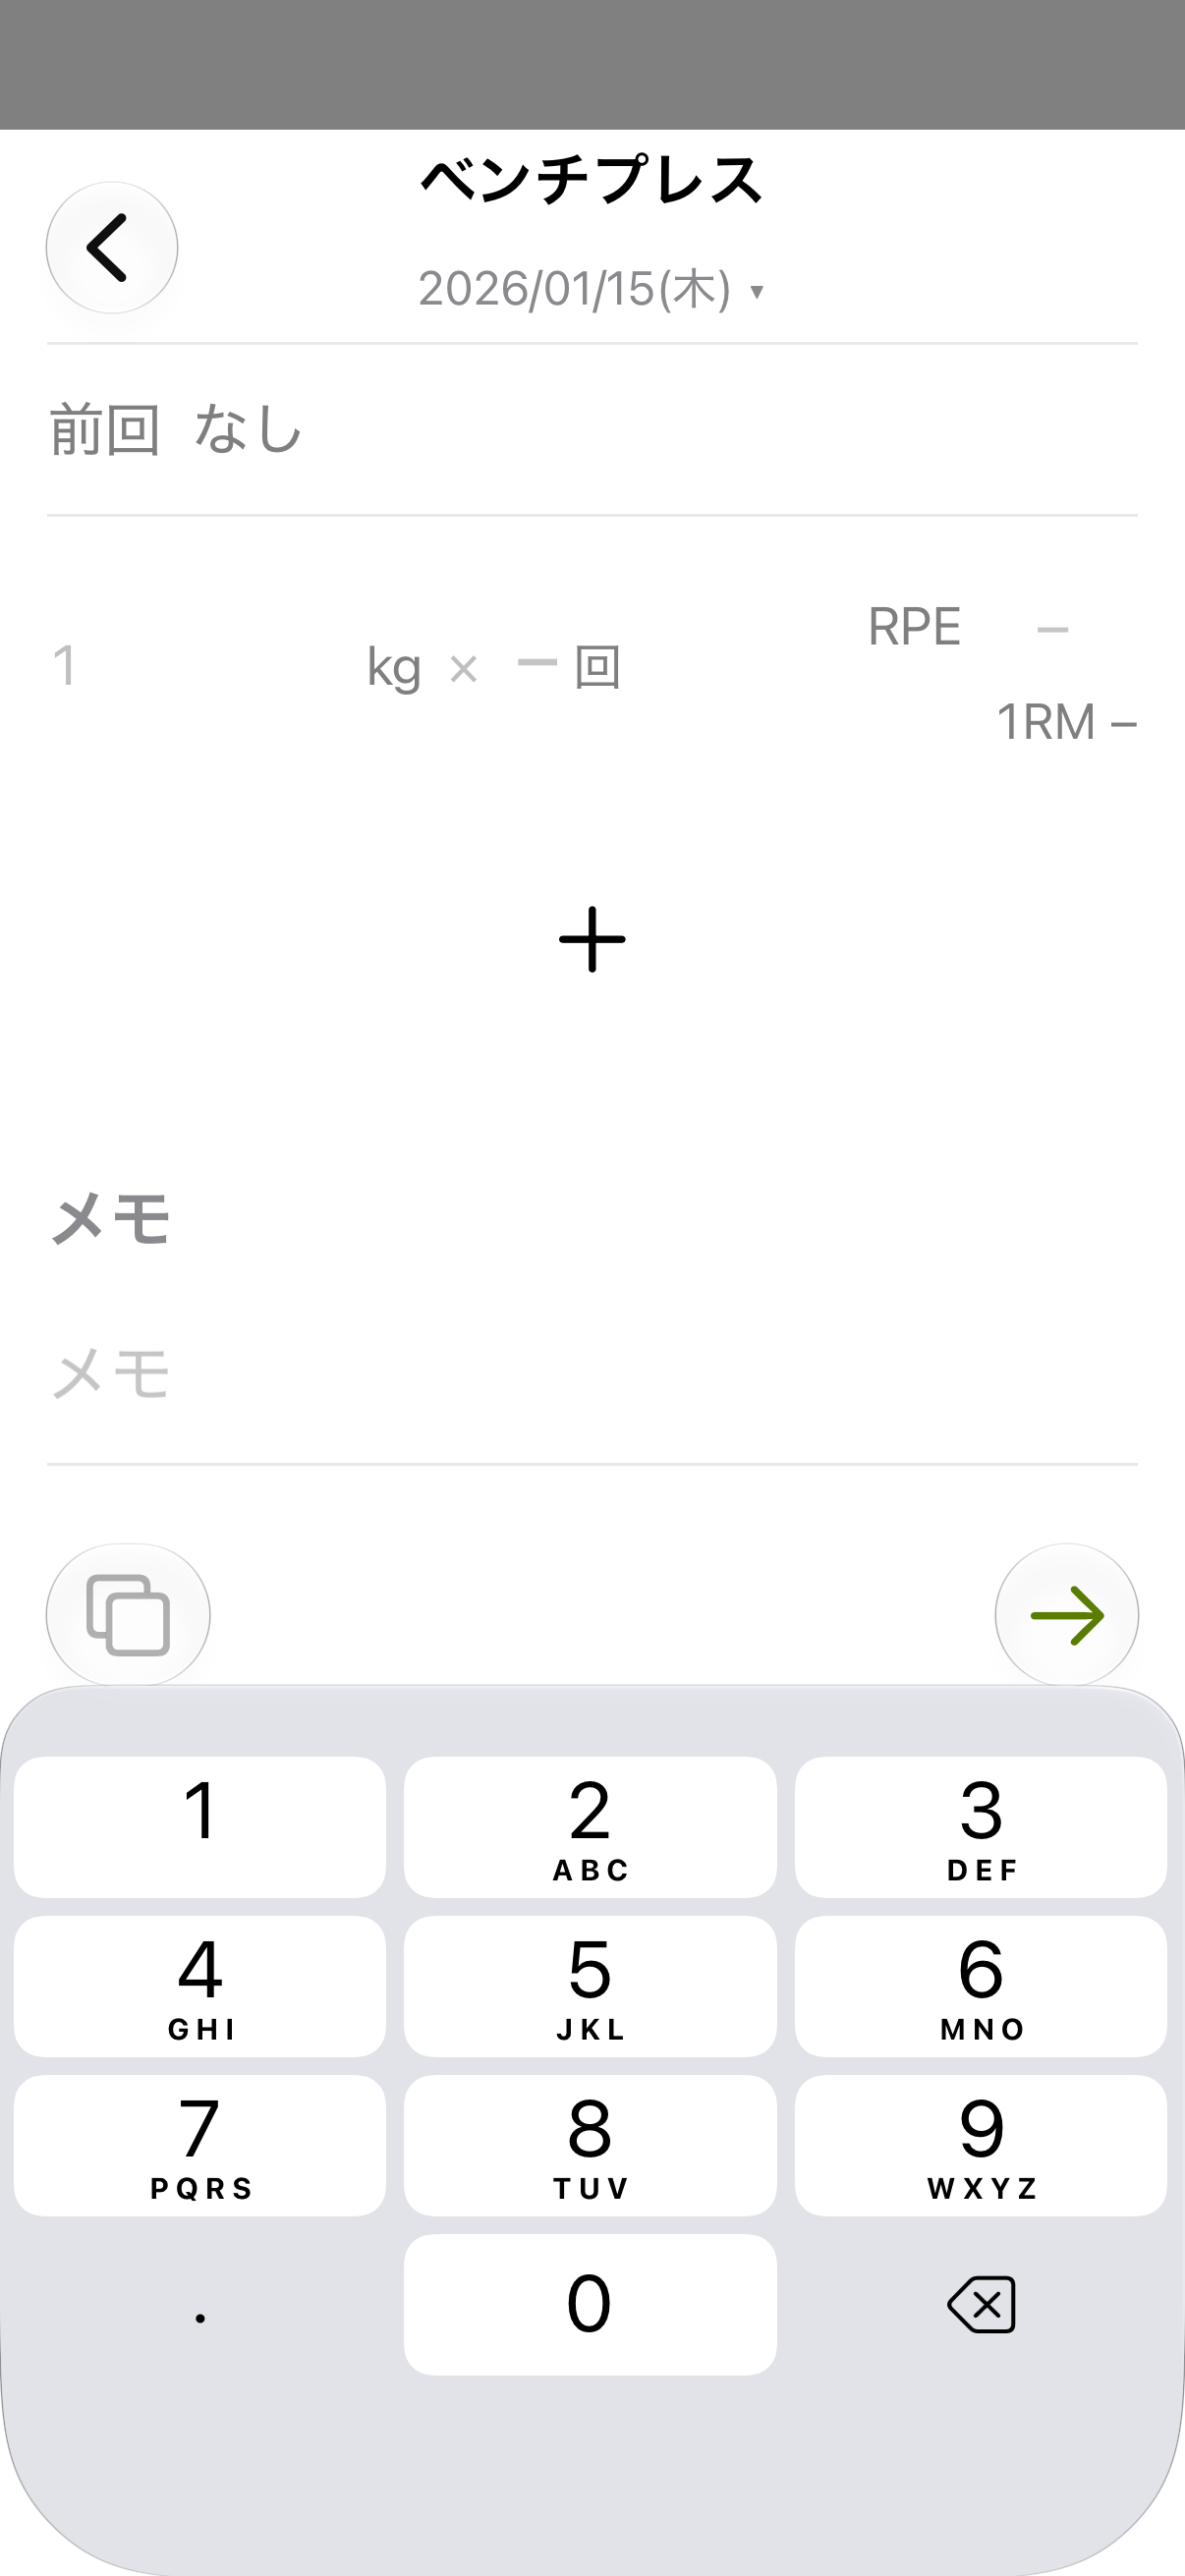 ベンチプレス
2026/01/15(木) ▼
前回 なし
RPE –
1 kg × – 回
1RM –
+
メモ
メモ
1
2
ABC
3
DEF
4
GHI
5
JKL
6
MNO
7
PQRS
8
TUV
9
WXYZ
.
0